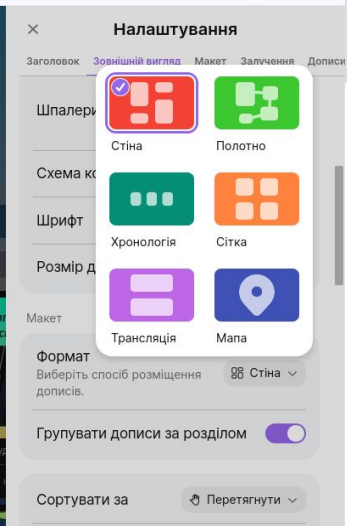 Налаштування
Заголовок Зовнішній вигляд Макет Залучення Дописи
Шпалери
Стіна Полотно
Схема
Шрифт
Хронологія Сітка
Розмір
Трансляція Мапа
Макет
Формат
Виберіть спосіб розміщення дописів.
Стіна
Групувати дописи за розділом
Сортувати за Перетягнути